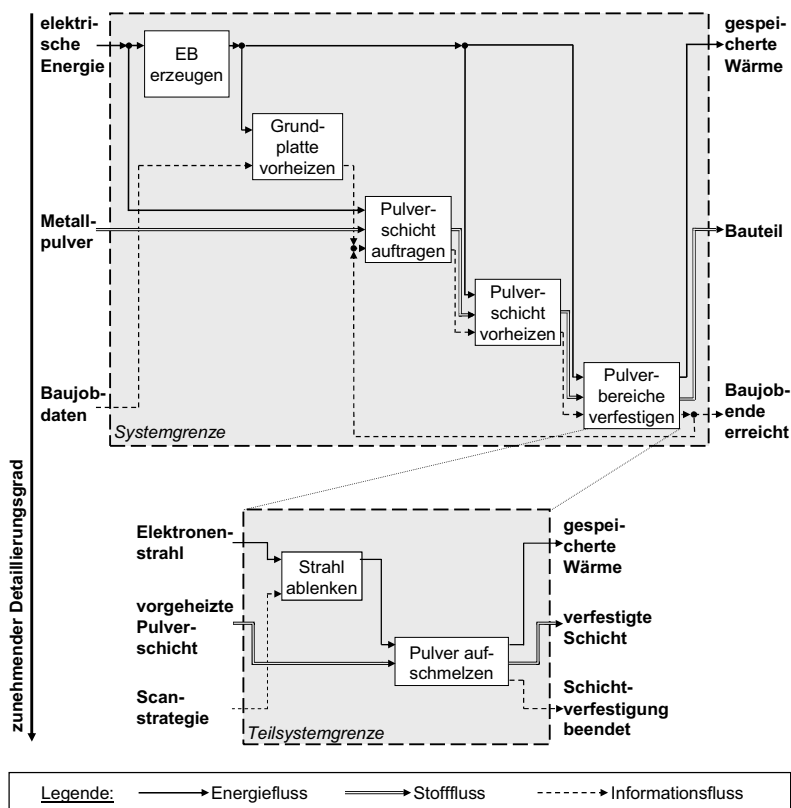 elektri-
sche
Energie
EB
erzeugen
gespei-
cherte
Wärme
Grund-
platte
vorheizen
Metall-
pulver
Pulver-
schicht
auftragen
Bauteil
Pulver-
schicht
vorheizen
Baujob-
daten
Pulver-
bereiche
verfestigen
Baujob-
ende
erreicht
Systemgrenze
zunehmender Detaillierungsgrad
Elektronen-
strahl
Strahl
ablenken
gespei-
cherte
Wärme
vorgeheizte
Pulver-
schicht
Pulver auf-
schmelzen
verfestigte
Schicht
Scan-
strategie
Schicht-
verfestigung
beendet
Teilsystemgrenze
Legende: Energiefluss Stofffluss Informationsfluss